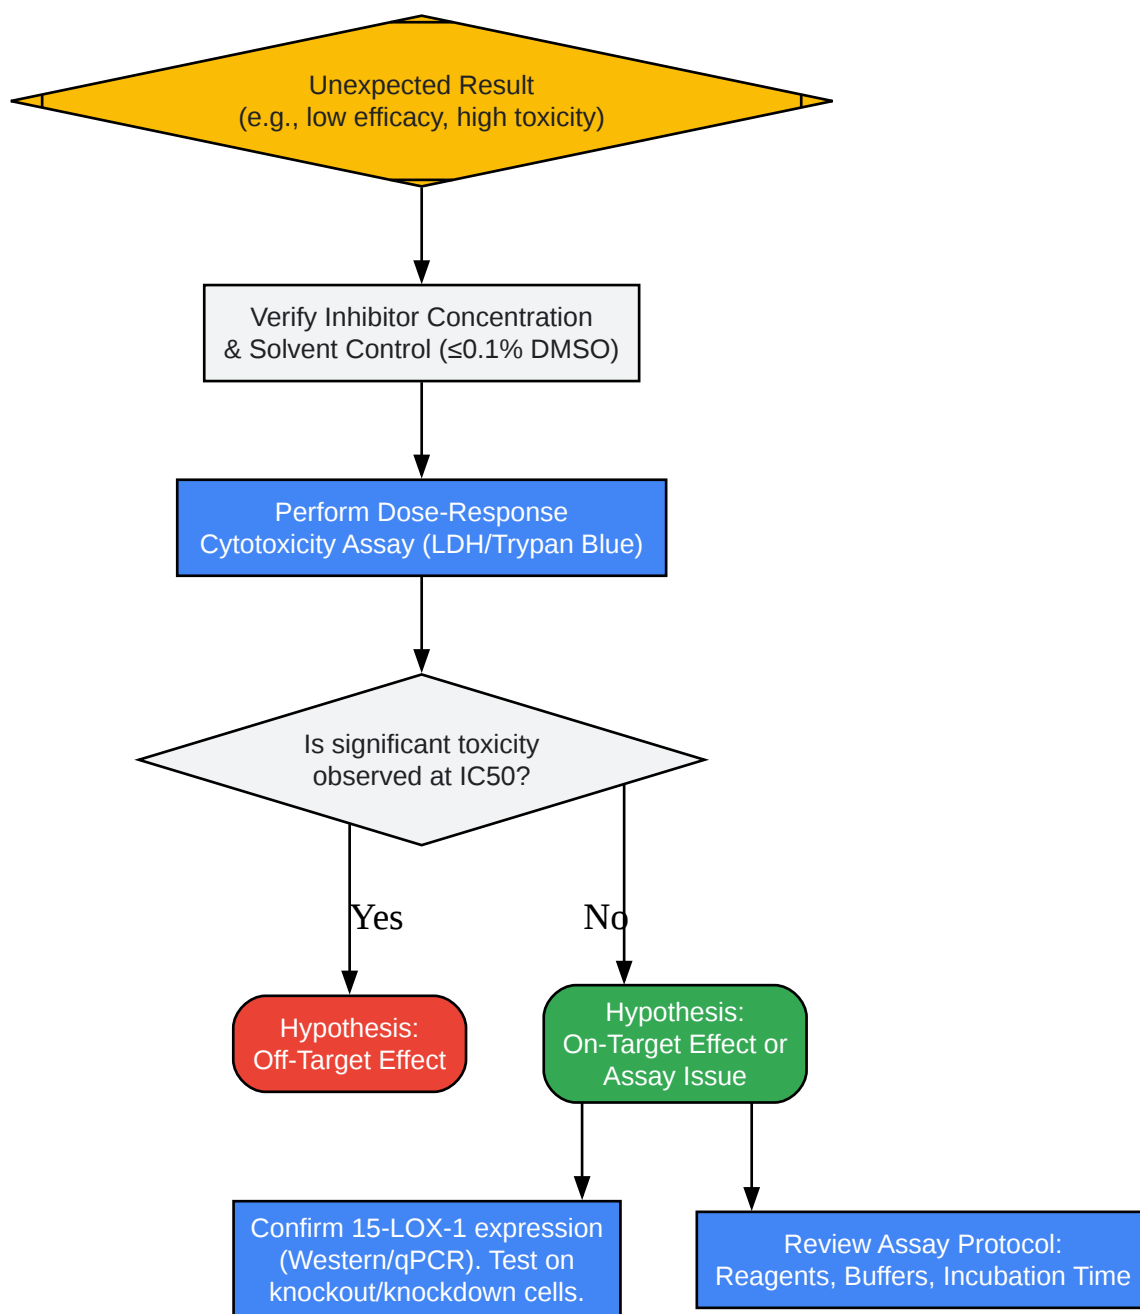 Unexpected Result
(e.g., low efficacy, high toxicity)
Verify Inhibitor Concentration
& Solvent Control (≤0.1% DMSO)
Perform Dose-Response
Cytotoxicity Assay (LDH/Trypan Blue)
Is significant toxicity
observed at IC50?
Yes
No
Hypothesis:
Off-Target Effect
Hypothesis:
On-Target Effect or
Assay Issue
Confirm 15-LOX-1 expression
(Western/qPCR). Test on
knockout/knockdown cells.
Review Assay Protocol:
Reagents, Buffers, Incubation Time